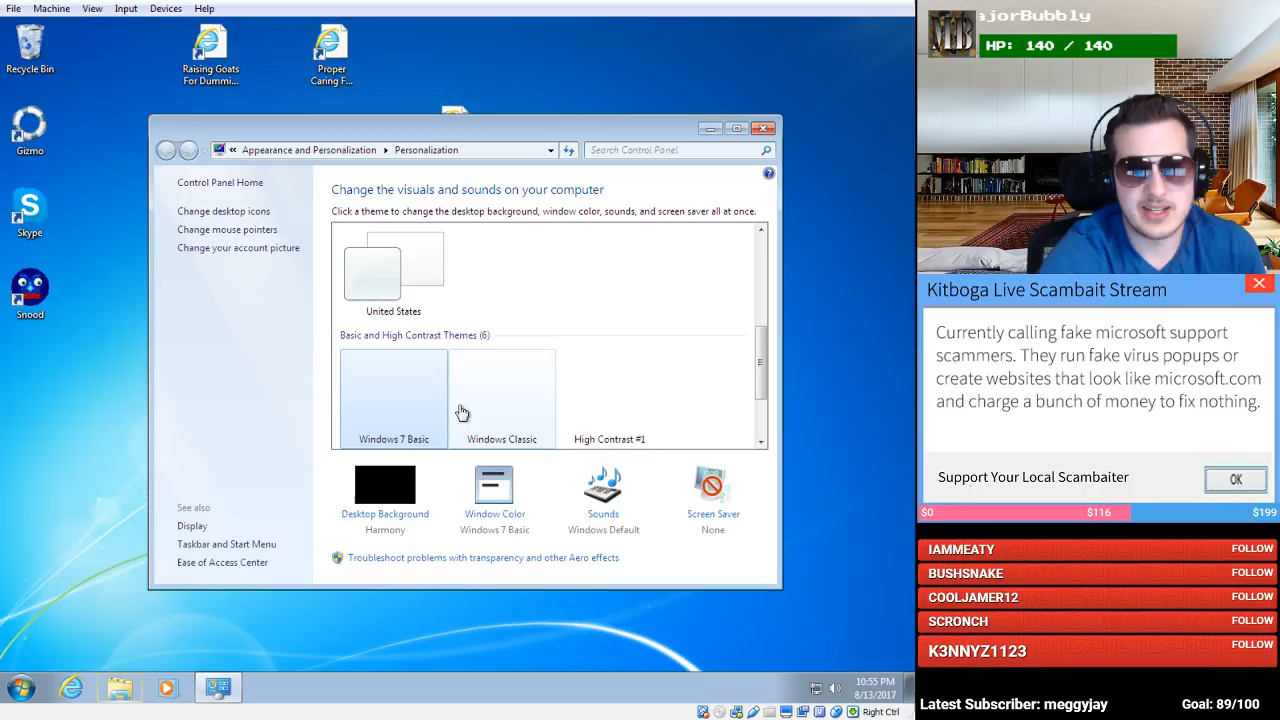 File Machine View Input Devices Help
Recycle Bin
Raising Goats
For Dummi...
Proper
Caring F...
Gizmo
Skype
Snood
« Appearance and Personalization Personalization
Search Control Panel
Control Panel Home
Change desktop icons
Change mouse pointers
Change your account picture
See also
Display
Taskbar and Start Menu
Ease of Access Center
Change the visuals and sounds on your computer
Click a theme to change the desktop background, window color, sounds, and screen saver all at once.
United States
Basic and High Contrast Themes (6)
Windows 7 Basic
Windows Classic
High Contrast #1
Desktop Background
Harmony
Window Color
Windows 7 Basic
Sounds
Windows Default
Screen Saver
None
Troubleshoot problems with transparency and other Aero effects
10:55 PM
8/13/2017
Right Ctrl
MB
ajorBubbly
HP: 140 / 140
Kitboga Live Scambait Stream
Currently calling fake microsoft support
scammers. They run fake virus popups or
create websites that look like microsoft.com
and charge a bunch of money to fix nothing.
Support Your Local Scambaiter
OK
$0 $116 $199
IAMMEATY FOLLOW
BUSHSNAKE FOLLOW
COOLJAMER12 FOLLOW
SCRONCH FOLLOW
K3NNYZ1123 FOLLOW
Latest Subscriber: meggyjay Goal: 89/100